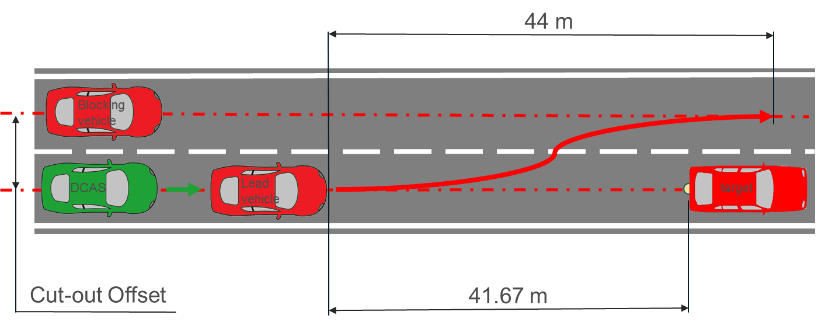 44 m
Blocking
vehicle
DCAS
Lead
vehicle
target
Cut-out Offset
41.67 m